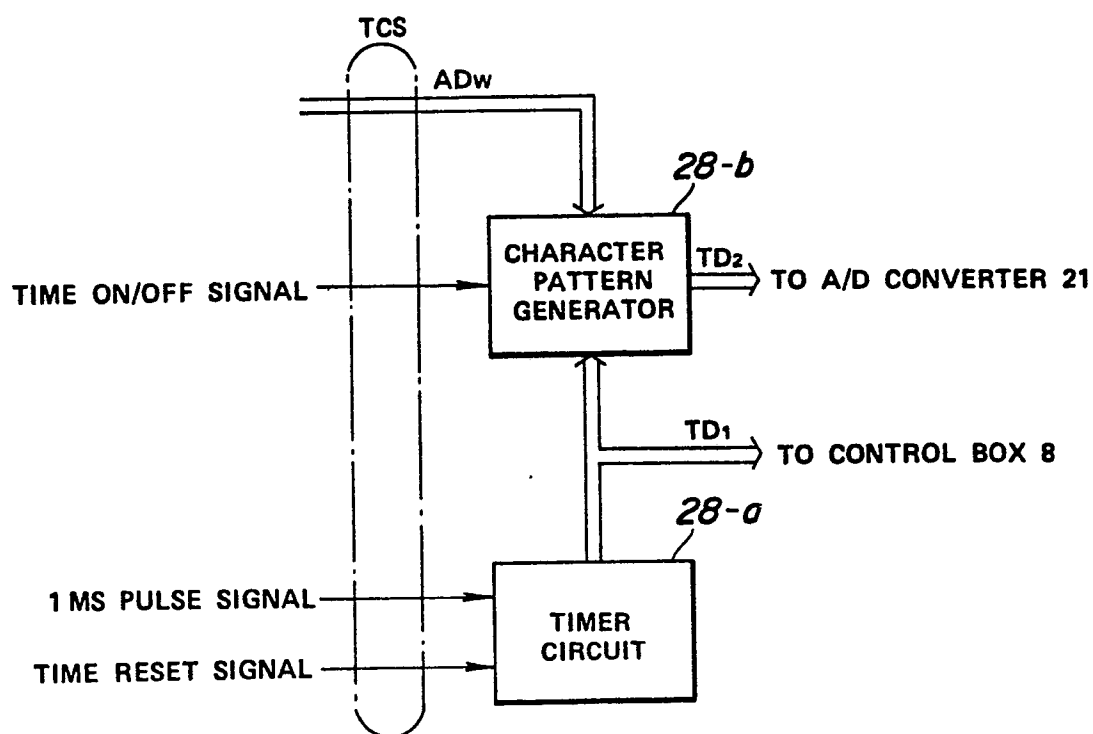 TCS
ADw
28-b
CHARACTER
PATTERN
GENERATOR
TD2
TO A/D CONVERTER 21
TIME ON/OFF SIGNAL
TD1
TO CONTROL BOX 8
28-a
1 MS PULSE SIGNAL
TIMER
CIRCUIT
TIME RESET SIGNAL